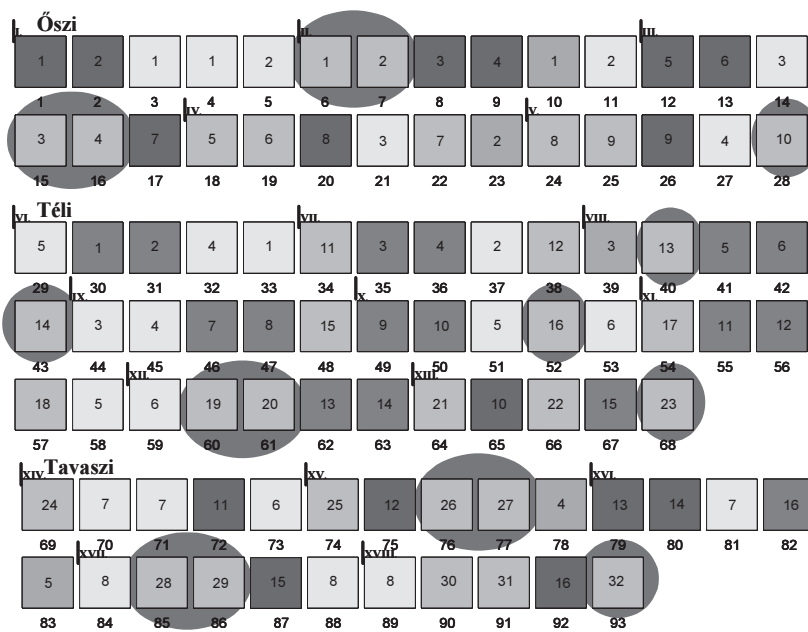 I. Őszi II. III.
1 2 1 1 2 1 2 3 4 1 2 5 6 3
1 2 3 4 5 6 7 8 9 10 11 12 13 14
IV. V.
3 4 7 5 6 8 3 7 2 8 9 9 4 10
15 16 17 18 19 20 21 22 23 24 25 26 27 28
VI. Téli VII. VIII.
5 1 2 4 1 11 3 4 2 12 3 13 5 6
29 30 31 32 33 34 35 36 37 38 39 40 41 42
IX. X. XI.
14 3 4 7 8 15 9 10 5 16 6 17 11 12
43 44 45 46 47 48 49 50 51 52 53 54 55 56
XII. XIII.
18 5 6 19 20 13 14 21 10 22 15 23
57 58 59 60 61 62 63 64 65 66 67 68
XIV. Tavaszi XV. XVI.
24 7 7 11 6 25 12 26 27 4 13 14 7 16
69 70 71 72 73 74 75 76 77 78 79 80 81 82
XVII. XVIII.
5 8 28 29 15 8 8 30 31 16 32
83 84 85 86 87 88 89 90 91 92 93